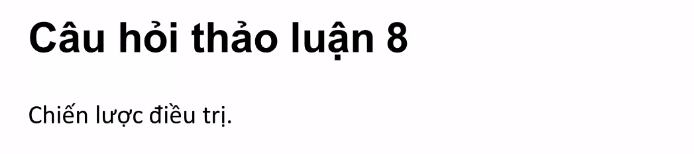 Câu hỏi thảo luận 8
Chiến lược điều trị.